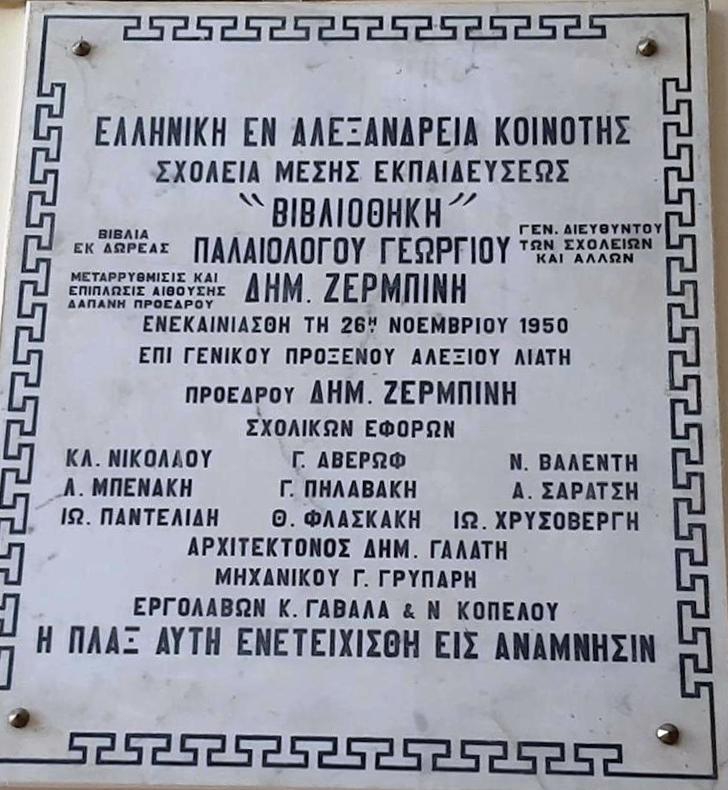 ΕΛΛΗΝΙΚΗ ΕΝ ΑΛΕΞΑΝΔΡΕΙΑ ΚΟΙΝΟΤΗΣ
ΣΧΟΛΕΙΑ ΜΕΣΗΣ ΕΚΠΑΙΔΕΥΣΕΩΣ
"ΒΙΒΛΙΟΘΗΚΗ"
ΒΙΒΛΙΑ
ΕΚ ΔΩΡΕΑΣ
ΠΑΛΑΙΟΛΟΓΟΥ ΓΕΩΡΓΙΟΥ
ΓΕΝ. ΔΙΕΥΘΥΝΤΟΥ
ΤΩΝ ΣΧΟΛΕΙΩΝ
ΚΑΙ ΑΛΛΩΝ
ΜΕΤΑΡΡΥΘΜΙΣΙΣ ΚΑΙ
ΕΠΙΠΛΩΣΙΣ ΑΙΘΟΥΣΗΣ
ΔΑΠΑΝΗ ΠΡΟΕΔΡΟΥ
ΔΗΜ. ΖΕΡΜΠΙΝΗ
ΕΝΕΚΑΙΝΙΑΣΘΗ ΤΗ 26Η ΝΟΕΜΒΡΙΟΥ 1950
ΕΠΙ ΓΕΝΙΚΟΥ ΠΡΟΞΕΝΟΥ ΑΛΕΞΙΟΥ ΛΙΑΤΗ
ΠΡΟΕΔΡΟΥ ΔΗΜ. ΖΕΡΜΠΙΝΗ
ΣΧΟΛΙΚΩΝ ΕΦΟΡΩΝ
ΚΛ. ΝΙΚΟΛΑΟΥ Γ. ΑΒΕΡΩΦ Ν. ΒΑΛΕΝΤΗ
Λ. ΜΠΕΝΑΚΗ Γ. ΠΗΛΑΒΑΚΗ Δ. ΣΑΡΑΤΣΗ
ΙΩ. ΠΑΝΤΕΛΙΔΗ Θ. ΦΛΑΣΚΑΚΗ ΙΩ. ΧΡΥΣΟΒΕΡΓΗ
ΑΡΧΙΤΕΚΤΟΝΟΣ ΔΗΜ. ΓΑΛΑΤΗ
ΜΗΧΑΝΙΚΟΥ Γ. ΓΡΥΠΑΡΗ
ΕΡΓΟΛΑΒΩΝ Κ. ΓΑΒΑΛΑ & Ν ΚΟΠΕΛΟΥ
Η ΠΛΑΞ ΑΥΤΗ ΕΝΕΤΕΙΧΙΣΘΗ ΕΙΣ ΑΝΑΜΝΗΣΙΝ